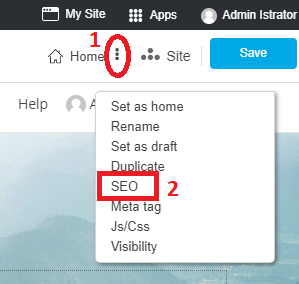 My Site Apps Admin Istrator
1
Home Site Save
Help A
Set as home
Rename
Set as draft
Duplicate
SEO 2
Meta tag
Js/Css
Visibility